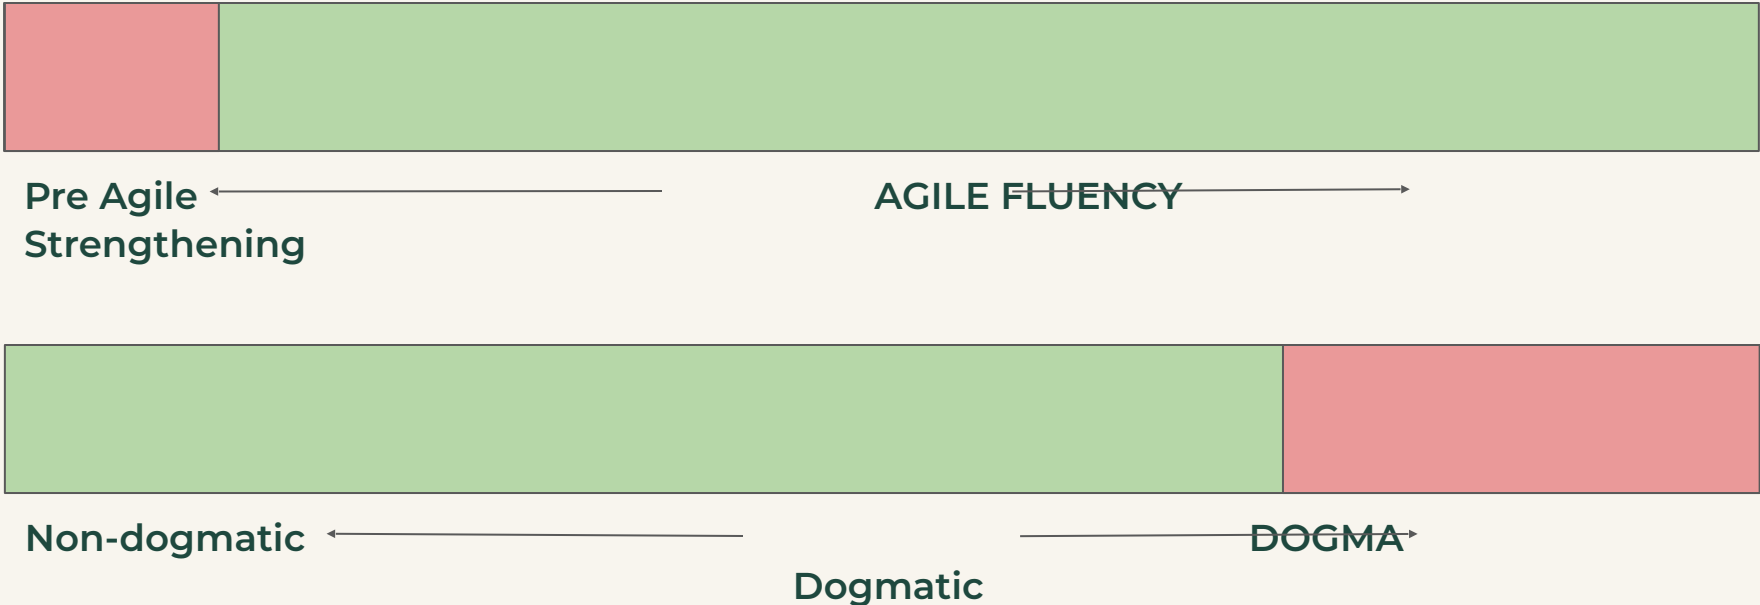 Pre Agile
AGILE FLUENCY
Strengthening
Non-dogmatic
DOGMA
Dogmatic